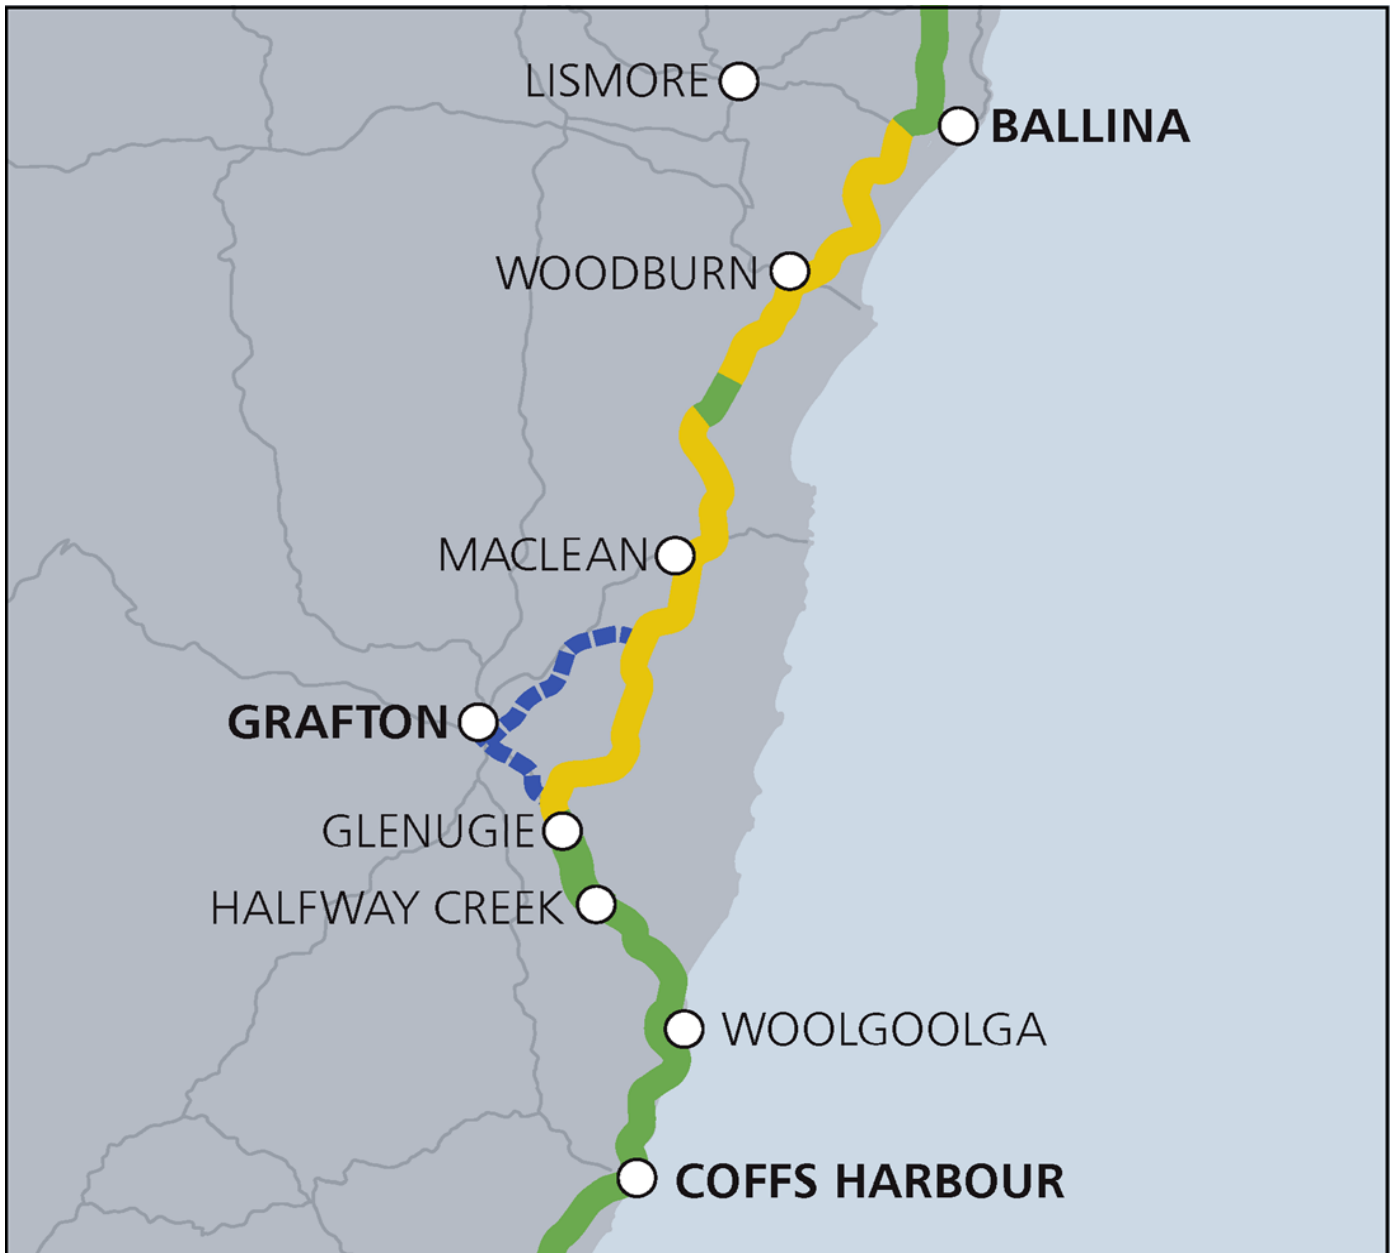 LISMORE
BALLINA
WOODBURN
MACLEAN
GRAFTON
GLENUGIE
HALFWAY CREEK
WOOLGOOLGA
COFFS HARBOUR